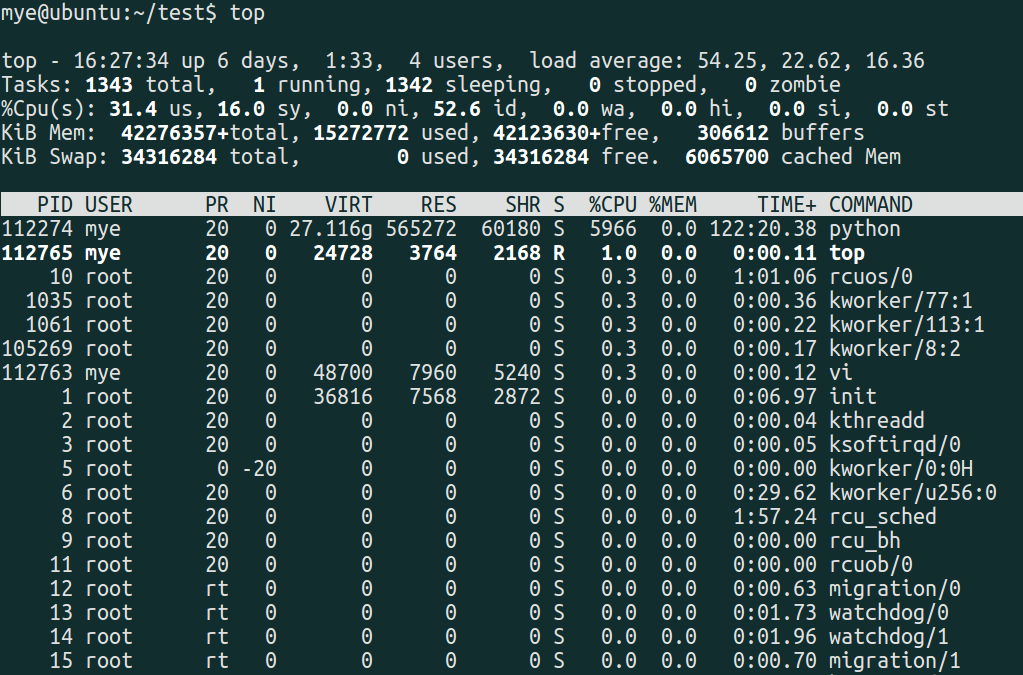 mye@ubuntu:~/test$ top
top - 16:27:34 up 6 days,  1:33,  4 users,  load average: 54.25, 22.62, 16.36
Tasks: 1343 total,   1 running, 1342 sleeping,   0 stopped,   0 zombie
%Cpu(s): 31.4 us, 16.0 sy,  0.0 ni, 52.6 id,  0.0 wa,  0.0 hi,  0.0 si,  0.0 st
KiB Mem:  42276357+total, 15272772 used, 42123630+free,   306612 buffers
KiB Swap: 34316284 total,        0 used, 34316284 free.  6065700 cached Mem
   PID USER      PR  NI    VIRT    RES    SHR S  %CPU %MEM     TIME+ COMMAND
112274 mye       20   0 27.116g 565272  60180 S  5966  0.0 122:20.38 python
112765 mye       20   0   24728   3764   2168 R   1.0  0.0   0:00.11 top
    10 root      20   0       0      0      0 S   0.3  0.0   1:01.06 rcuos/0
  1035 root      20   0       0      0      0 S   0.3  0.0   0:00.36 kworker/77:1
  1061 root      20   0       0      0      0 S   0.3  0.0   0:00.22 kworker/113:1
105269 root      20   0       0      0      0 S   0.3  0.0   0:00.17 kworker/8:2
112763 mye       20   0   48700   7960   5240 S   0.3  0.0   0:00.12 vi
     1 root      20   0   36816   7568   2872 S   0.0  0.0   0:06.97 init
     2 root      20   0       0      0      0 S   0.0  0.0   0:00.04 kthreadd
     3 root      20   0       0      0      0 S   0.0  0.0   0:00.05 ksoftirqd/0
     5 root       0 -20       0      0      0 S   0.0  0.0   0:00.00 kworker/0:0H
     6 root      20   0       0      0      0 S   0.0  0.0   0:29.62 kworker/u256:0
     8 root      20   0       0      0      0 S   0.0  0.0   1:57.24 rcu_sched
     9 root      20   0       0      0      0 S   0.0  0.0   0:00.00 rcu_bh
    11 root      20   0       0      0      0 S   0.0  0.0   0:00.00 rcuob/0
    12 root      rt   0       0      0      0 S   0.0  0.0   0:00.63 migration/0
    13 root      rt   0       0      0      0 S   0.0  0.0   0:01.73 watchdog/0
    14 root      rt   0       0      0      0 S   0.0  0.0   0:01.96 watchdog/1
    15 root      rt   0       0      0      0 S   0.0  0.0   0:00.70 migration/1